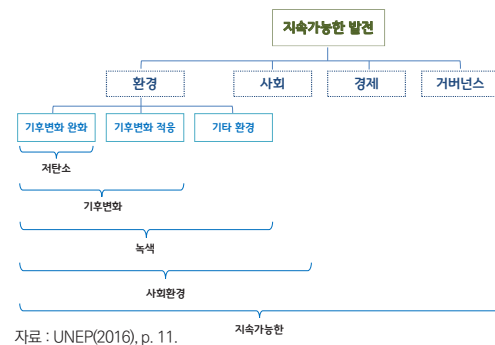 지속가능한 발전
환경 사회 경제 거버넌스
기후변화 완화 기후변화 적응 기타 환경
저탄소
기후변화
녹색
사회환경
지속가능한
자료 : UNEP(2016), p. 11.